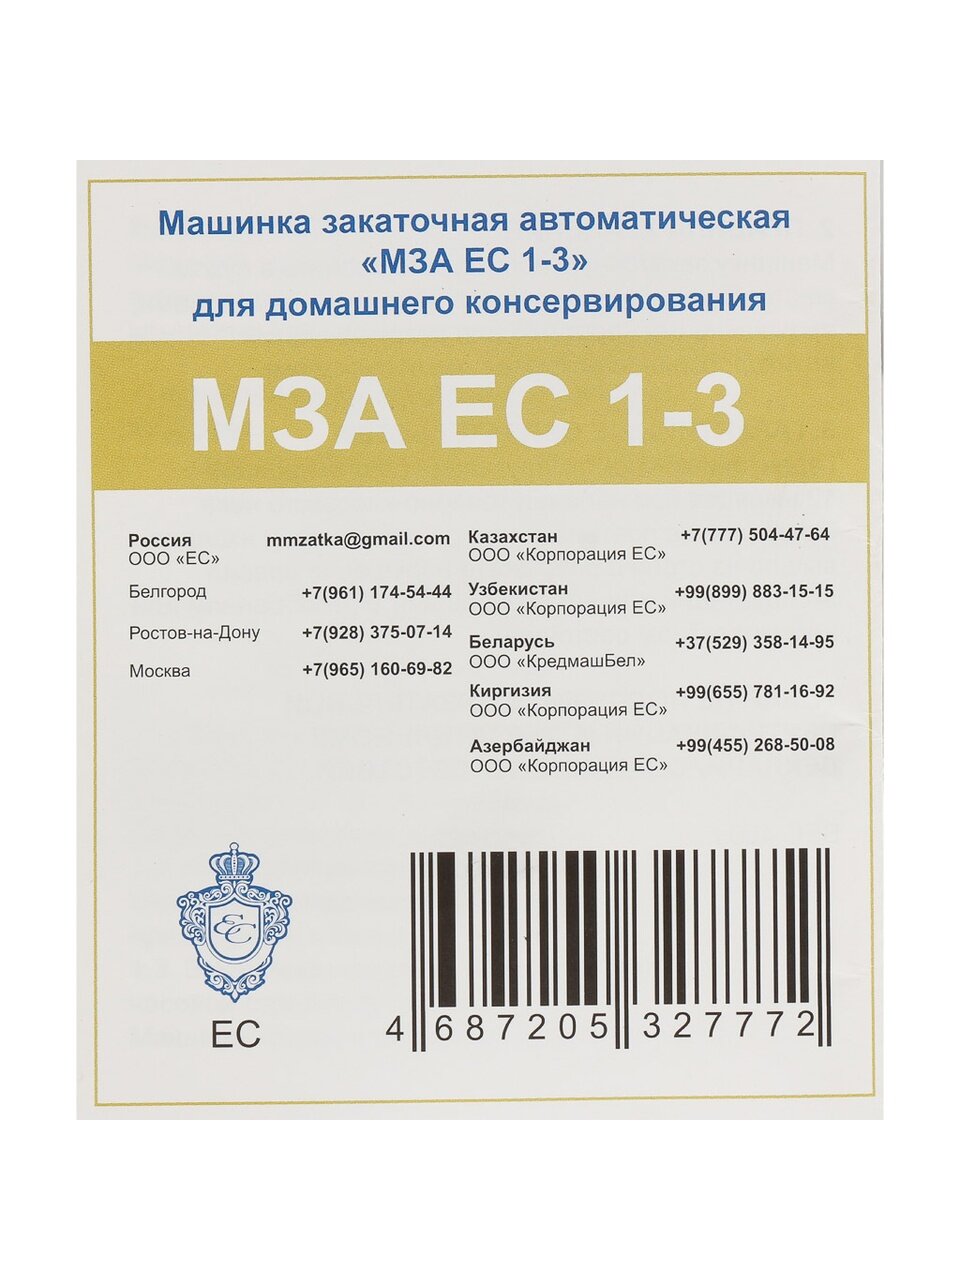 Машинка закаточная автоматическая
«МЗА ЕС 1-3»
для домашнего консервирования
МЗА ЕС 1-3
Россия mmzatka@gmail.com
ООО «ЕС»
Белгород +7(961) 174-54-44
Ростов-на-Дону +7(928) 375-07-14
Москва +7(965) 160-69-82
Казахстан +7(777) 504-47-64
ООО «Корпорация ЕС»
Узбекистан +99(899) 883-15-15
ООО «Корпорация ЕС»
Беларусь +37(529) 358-14-95
ООО «КредмашБел»
Киргизия +99(655) 781-16-92
ООО «Корпорация ЕС»
Азербайджан +99(455) 268-50-08
ООО «Корпорация ЕС»
ЕС
ЕС
4 687205 327772